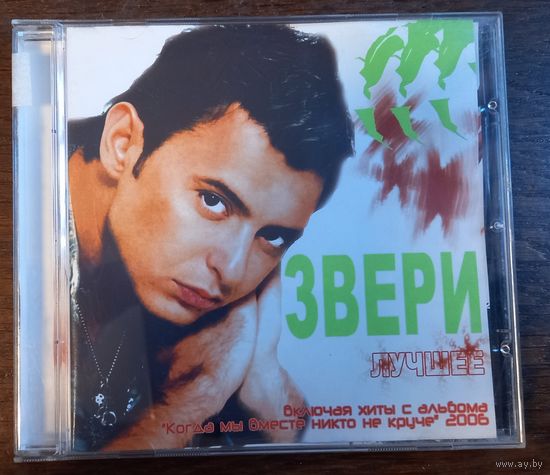 ЗВЕРИ
ЛУЧШЕЕ
включая хиты с альбома
"Когда мы вместе никто не круче" 2006
www.ay.by